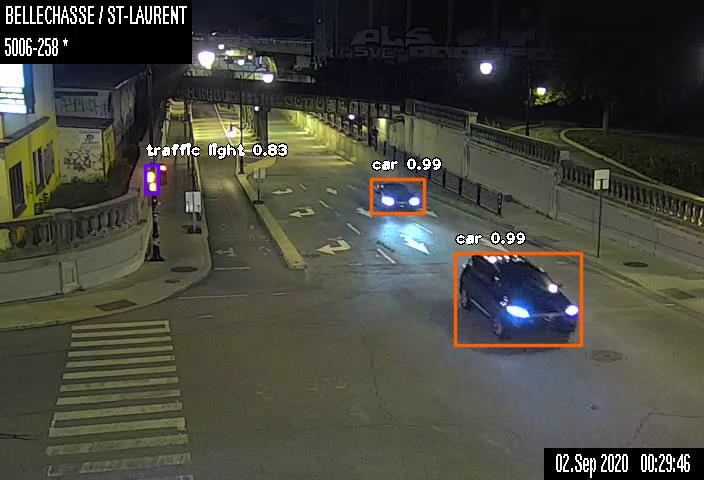 BELLECHASSE / ST-LAURENT
5006-258 *
traffic light 0.83
car 0.99
car 0.99
02.Sep 2020 00:29:46